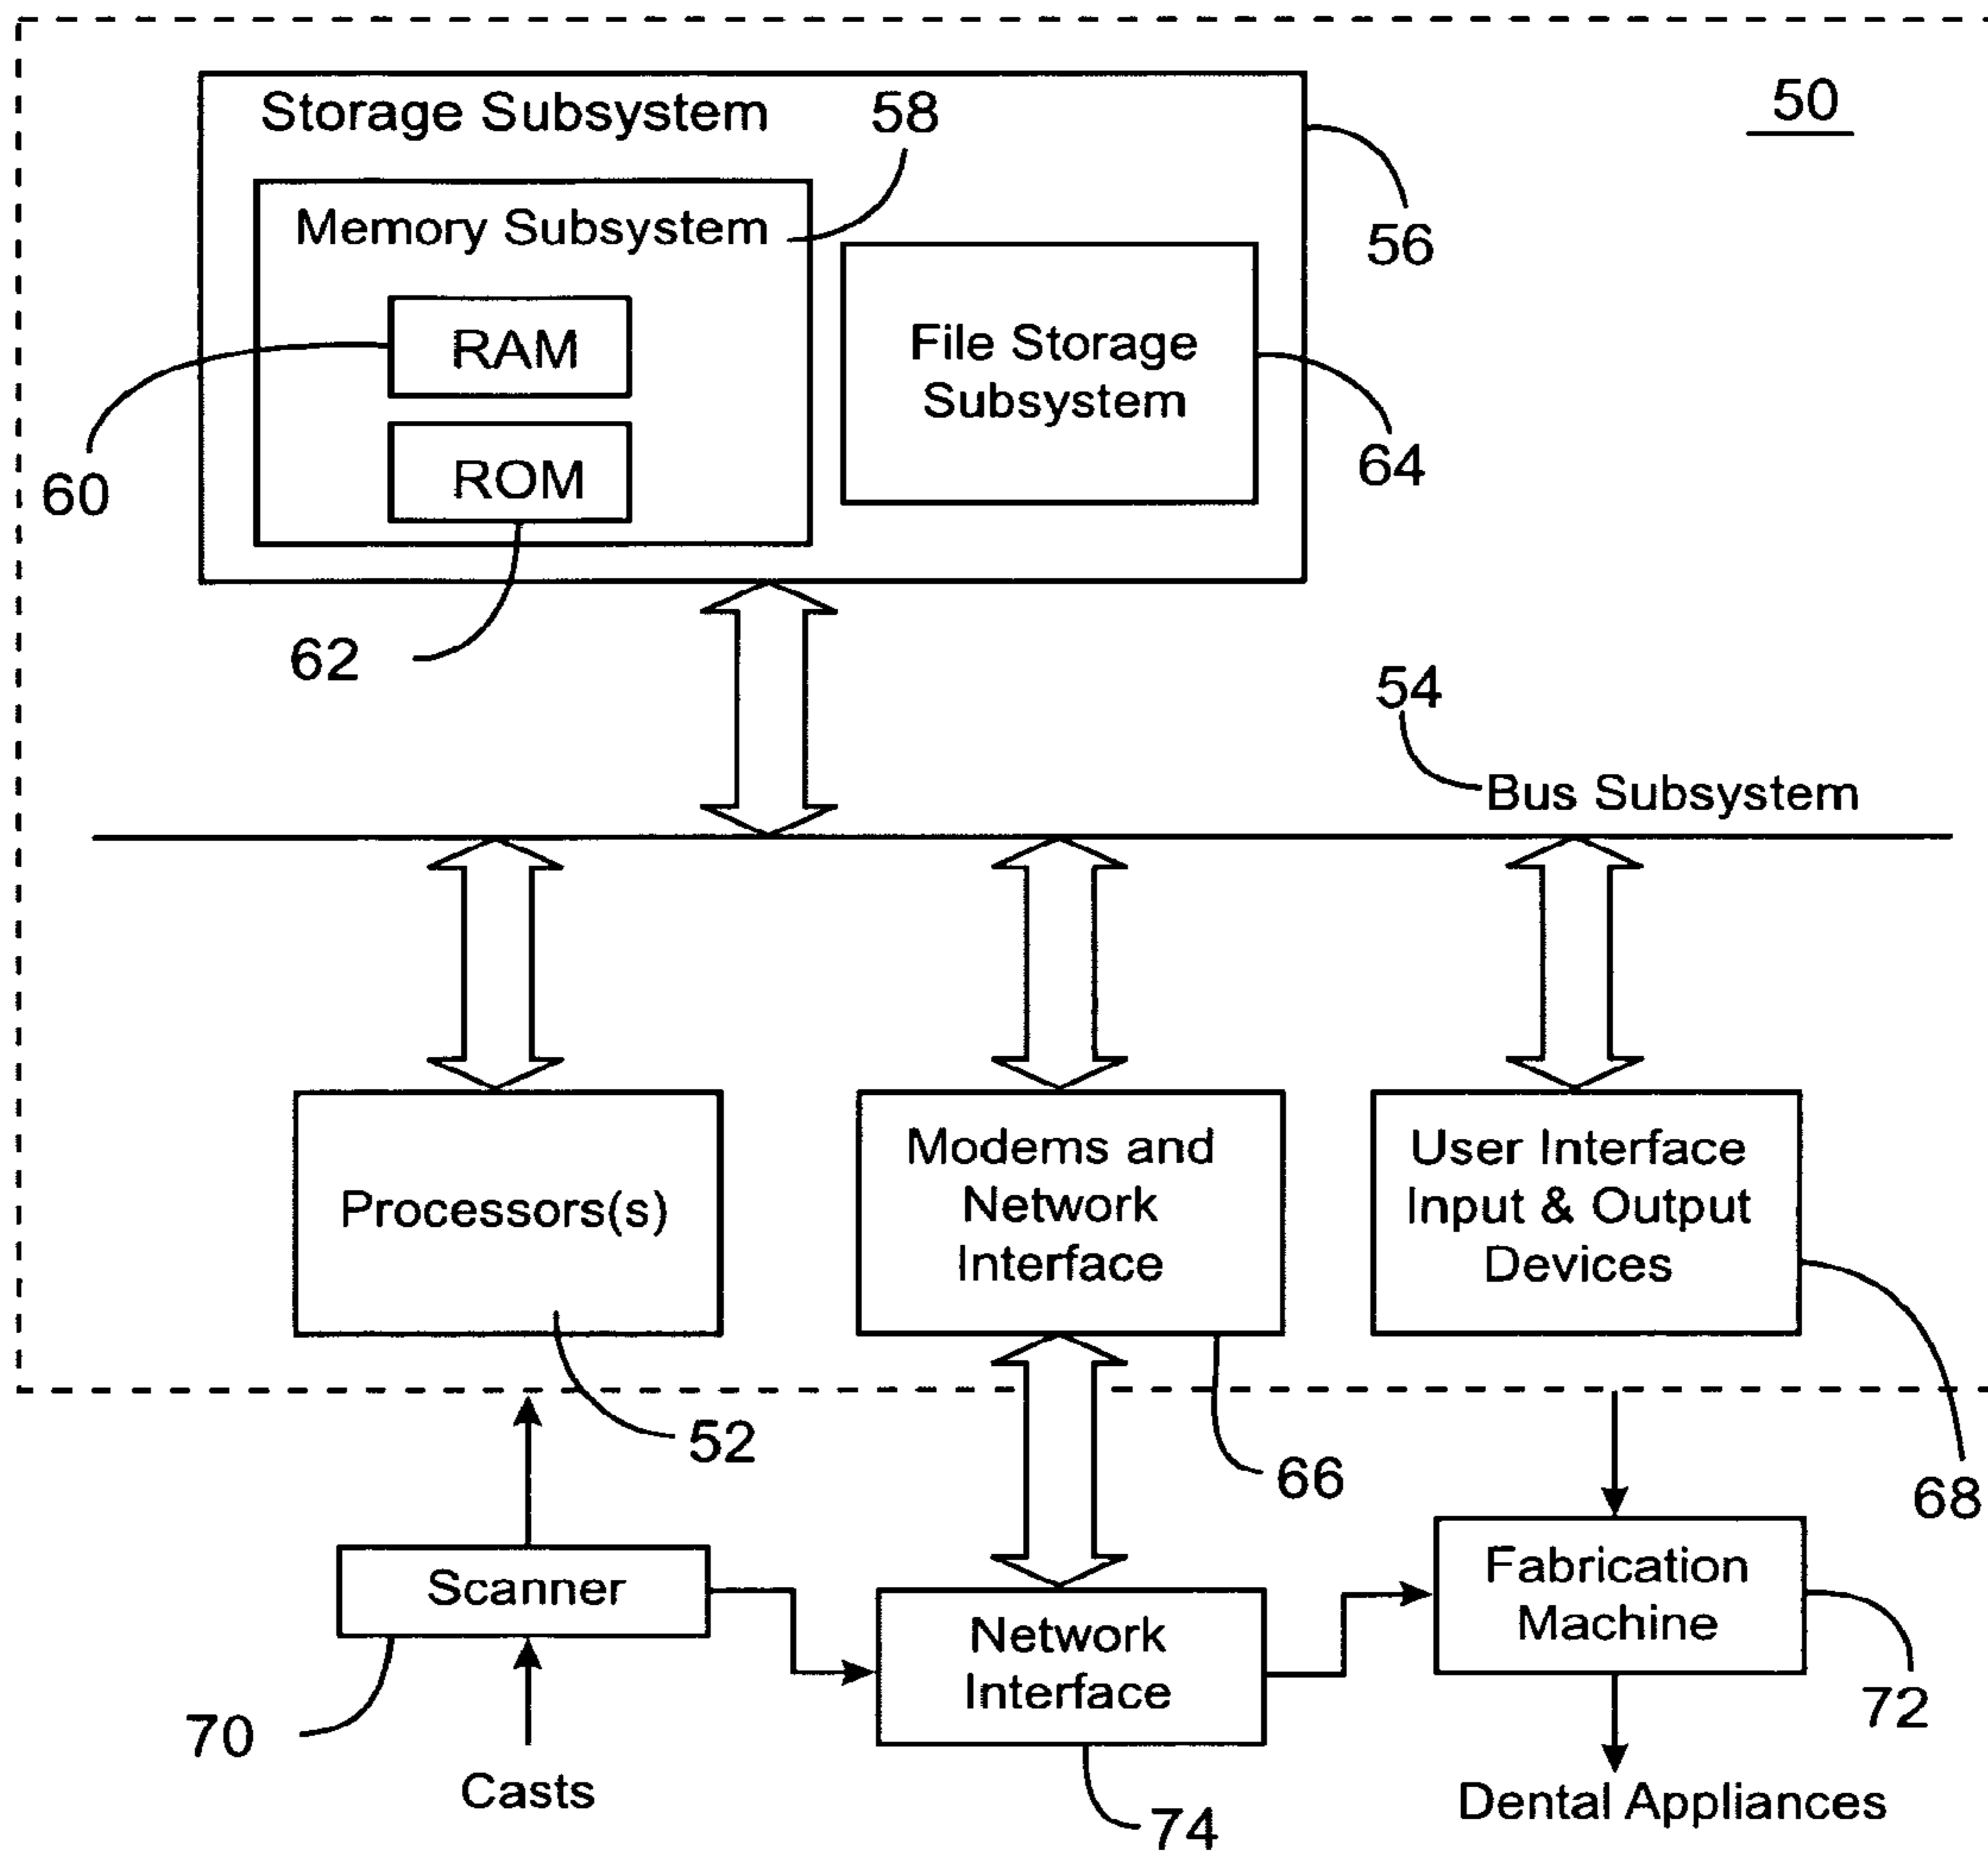 50
Storage Subsystem
58
56
Memory Subsystem
RAM
60
ROM
62
File Storage
Subsystem
64
54
Bus Subsystem
Processors(s)
52
Modems and
Network
Interface
66
User Interface
Input & Output
Devices
68
Scanner
70
Casts
Network
Interface
74
Fabrication
Machine
72
Dental Appliances